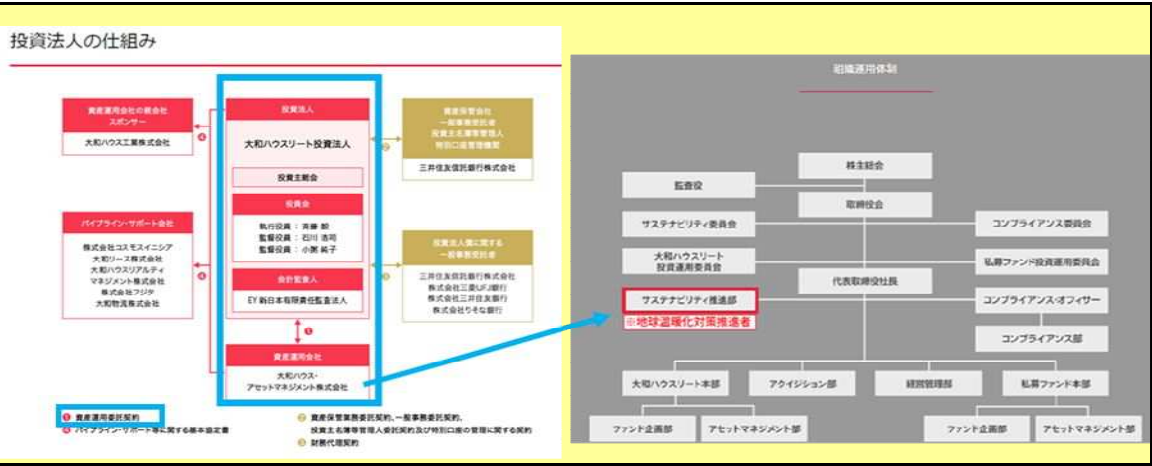 投資法人の仕組み
資産運用会社の親会社
スポンサー
大和ハウス工業株式会社
パイプライン・サポート会社
株式会社コスモスイニシア
大和リース株式会社
大和ハウスリアルティ
マネジメント株式会社
株式会社フジタ
大和物流株式会社
投資法人
大和ハウスリート投資法人
投資主総会
役員会
執行役員：斉藤 毅
監督役員：石川 浩司
監督役員：小粥 純子
会計監査人
EY 新日本有限責任監査法人
❶
資産運用会社
大和ハウス・
アセットマネジメント株式会社
❹
❹
資産保管会社
一般事務受託者
投資主名簿等管理人
特別口座管理機関
三井住友信託銀行株式会社
❷
投資法人債に関する
一般事務受託者
三井住友信託銀行株式会社
株式会社三菱UFJ銀行
株式会社三井住友銀行
株式会社りそな銀行
❸
❶ 資産運用委託契約
❹ パイプライン・サポート等に関する基本協定書
❷ 資産保管業務委託契約、一般事務委託契約、
投資主名簿等管理人委託契約及び特別口座の管理に関する契約
❸ 財務代理契約
組織運用体制
株主総会
監査役
取締役会
サステナビリティ委員会
コンプライアンス委員会
大和ハウスリート
投資運用委員会
私募ファンド投資運用委員会
代表取締役社長
サステナビリティ推進部
※地球温暖化対策推進者
コンプライアンス・オフィサー
コンプライアンス部
大和ハウスリート本部
アクイジション部
経営管理部
私募ファンド本部
ファンド企画部
アセットマネジメント部
ファンド企画部
アセットマネジメント部